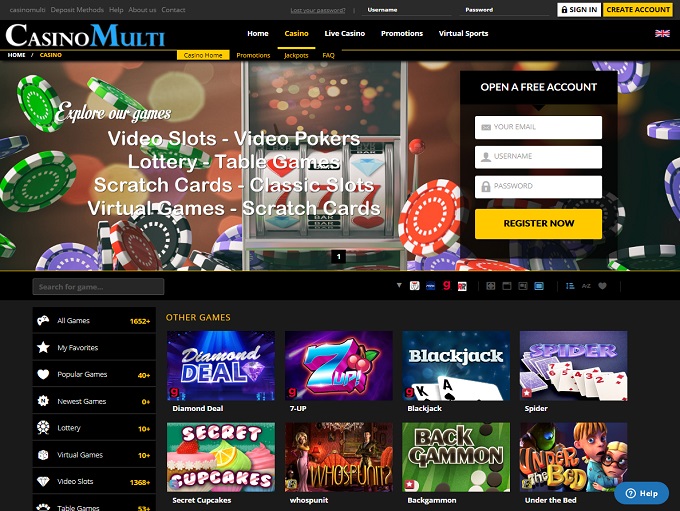 casinomulti Deposit Methods Help About us Contact
Lost your password? Username Password SIGN IN CREATE ACCOUNT
CASINOMULTI
Home Casino Live Casino Promotions Virtual Sports
HOME / CASINO Casino Home Promotions Jackpots FAQ
Explore our games
Video Slots - Video Pokers
Lottery - Table Games
Scratch Cards - Classic Slots
Virtual Games - Scratch Cards
BAR BAR BAR
1
OPEN A FREE ACCOUNT
YOUR EMAIL
USERNAME
PASSWORD
REGISTER NOW
Search for game...
A-Z
All Games 1652+
My Favorites
Popular Games 40+
Newest Games 0+
Lottery 10+
Virtual Games 10+
Video Slots 1368+
Table Games 53+
OTHER GAMES
Diamond DEAL
7UP!
Blackjack
SPIDER
Diamond Deal
7-UP
Blackjack
Spider
SECRET CUPCAKES
WHOSPUNIT?
BACK GAMMON
UNDER the BED
Secret Cupcakes
whospunit
Backgammon
Under the Bed
Help